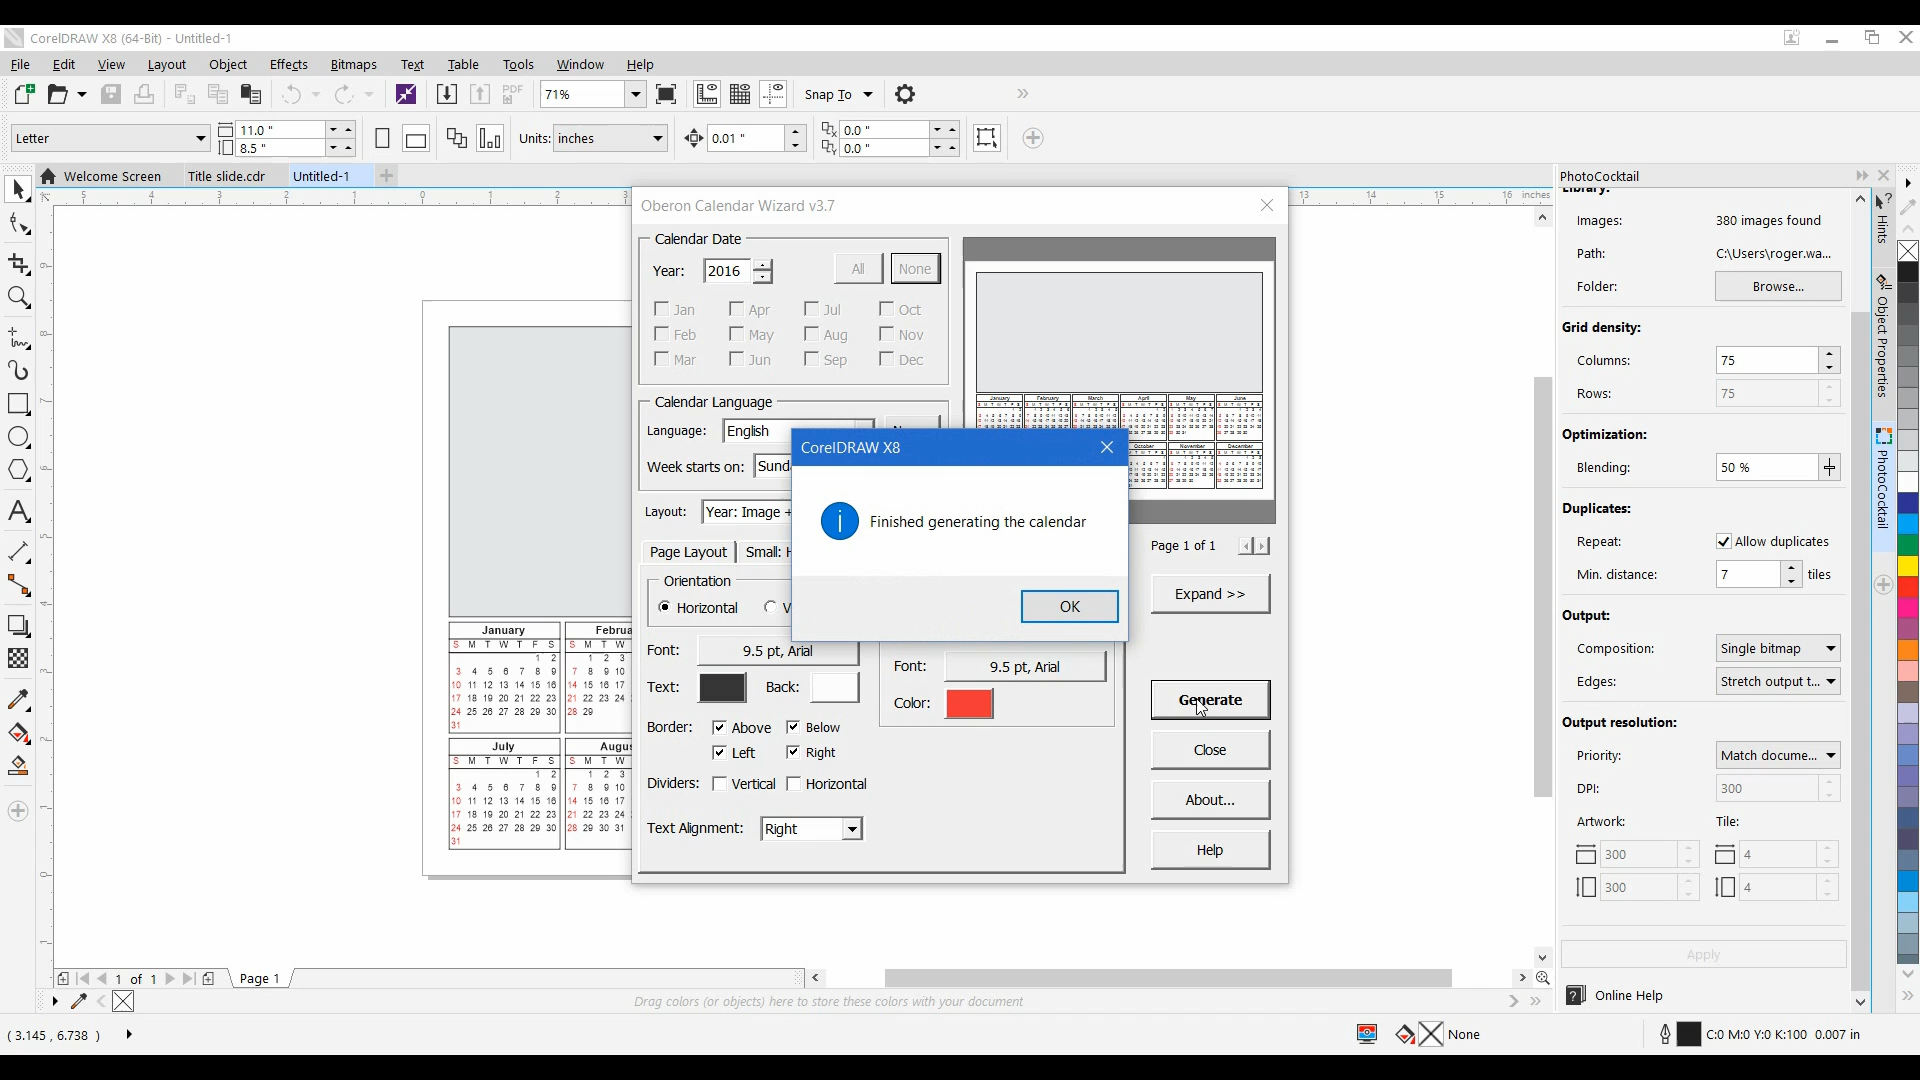 CorelDRAW X8 (64-Bit) - Untitled-1
File Edit View Layout Object Effects Bitmaps Text Table Tools Window Help
PDF 71% Snap To
Letter 11.0 " 8.5 " Units: inches 0.01 " 0.0 " 0.0 "
Welcome Screen Title slide.cdr Untitled-1
inches
Oberon Calendar Wizard v3.7
Calendar Date
Year: 2016 All None
Jan Apr Jul Oct
Feb May Aug Nov
Mar Jun Sep Dec
Calendar Language
Language: English
Week starts on: Sund
Layout: Year: Image +
Page Layout Small: H
Orientation
Horizontal V
Font: 9.5 pt, Arial
Text: Back:
Border: Above Below
Left Right
Dividers: Vertical Horizontal
Text Alignment: Right
Font: 9.5 pt, Arial
Color:
January February March April May June
October November December
Page 1 of 1
Expand >>
Generate
Close
About...
Help
CorelDRAW X8
Finished generating the calendar
OK
January Februa
S M T W T F S S M T W T
1 2 1 2 3 4
3 4 5 6 7 8 9 7 8 9 10
10 11 12 13 14 15 16 14 15 16 17
17 18 19 20 21 22 23 21 22 23 24
24 25 26 27 28 29 30 28 29
31
July Augus
S M T W T F S S M T W T
1 2 1 2 3
3 4 5 6 7 8 9 7 8 9 10
10 11 12 13 14 15 16 14 15 16 17
17 18 19 20 21 22 23 21 22 23 24
24 25 26 27 28 29 30 28 29 30 31
31
PhotoCocktail
Library:
Images: 380 images found
Path: C:\Users\roger.wa...
Folder: Browse...
Grid density:
Columns: 75
Rows: 75
Optimization:
Blending: 50 %
Duplicates:
Repeat: Allow duplicates
Min. distance: 7 tiles
Output:
Composition: Single bitmap
Edges: Stretch output t...
Output resolution:
Priority: Match docume...
DPI: 300
Artwork: Tile:
300 4
300 4
Apply
Online Help
Hints
Object Properties
PhotoCocktail
1 of 1 Page 1
Drag colors (or objects) here to store these colors with your document
( 3.145 , 6.738 ) None C:0 M:0 Y:0 K:100 0.007 in